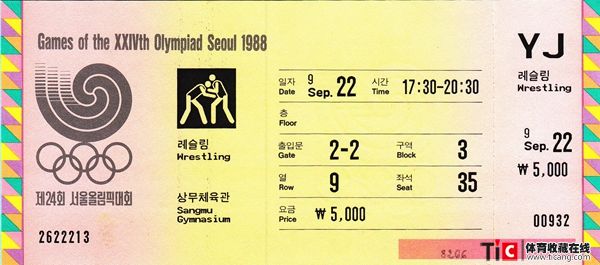 Games of the XXIVth Olympiad Seoul 1988
제24회 서울올림픽대회
2622213
레슬링
Wrestling
상무체육관
Sangmu
Gymnasium
일자 9 시간
Date Sep. 22 Time 17:30-20:30
층
Floor
출입문 구역
Gate 2-2 Block 3
열 좌석
Row 9 Seat 35
요금
Price ₩ 5,000
YJ
레슬링
Wrestling
9
Sep. 22
₩ 5,000
00932
8206
TiC 体育收藏在线
www.ticang.com